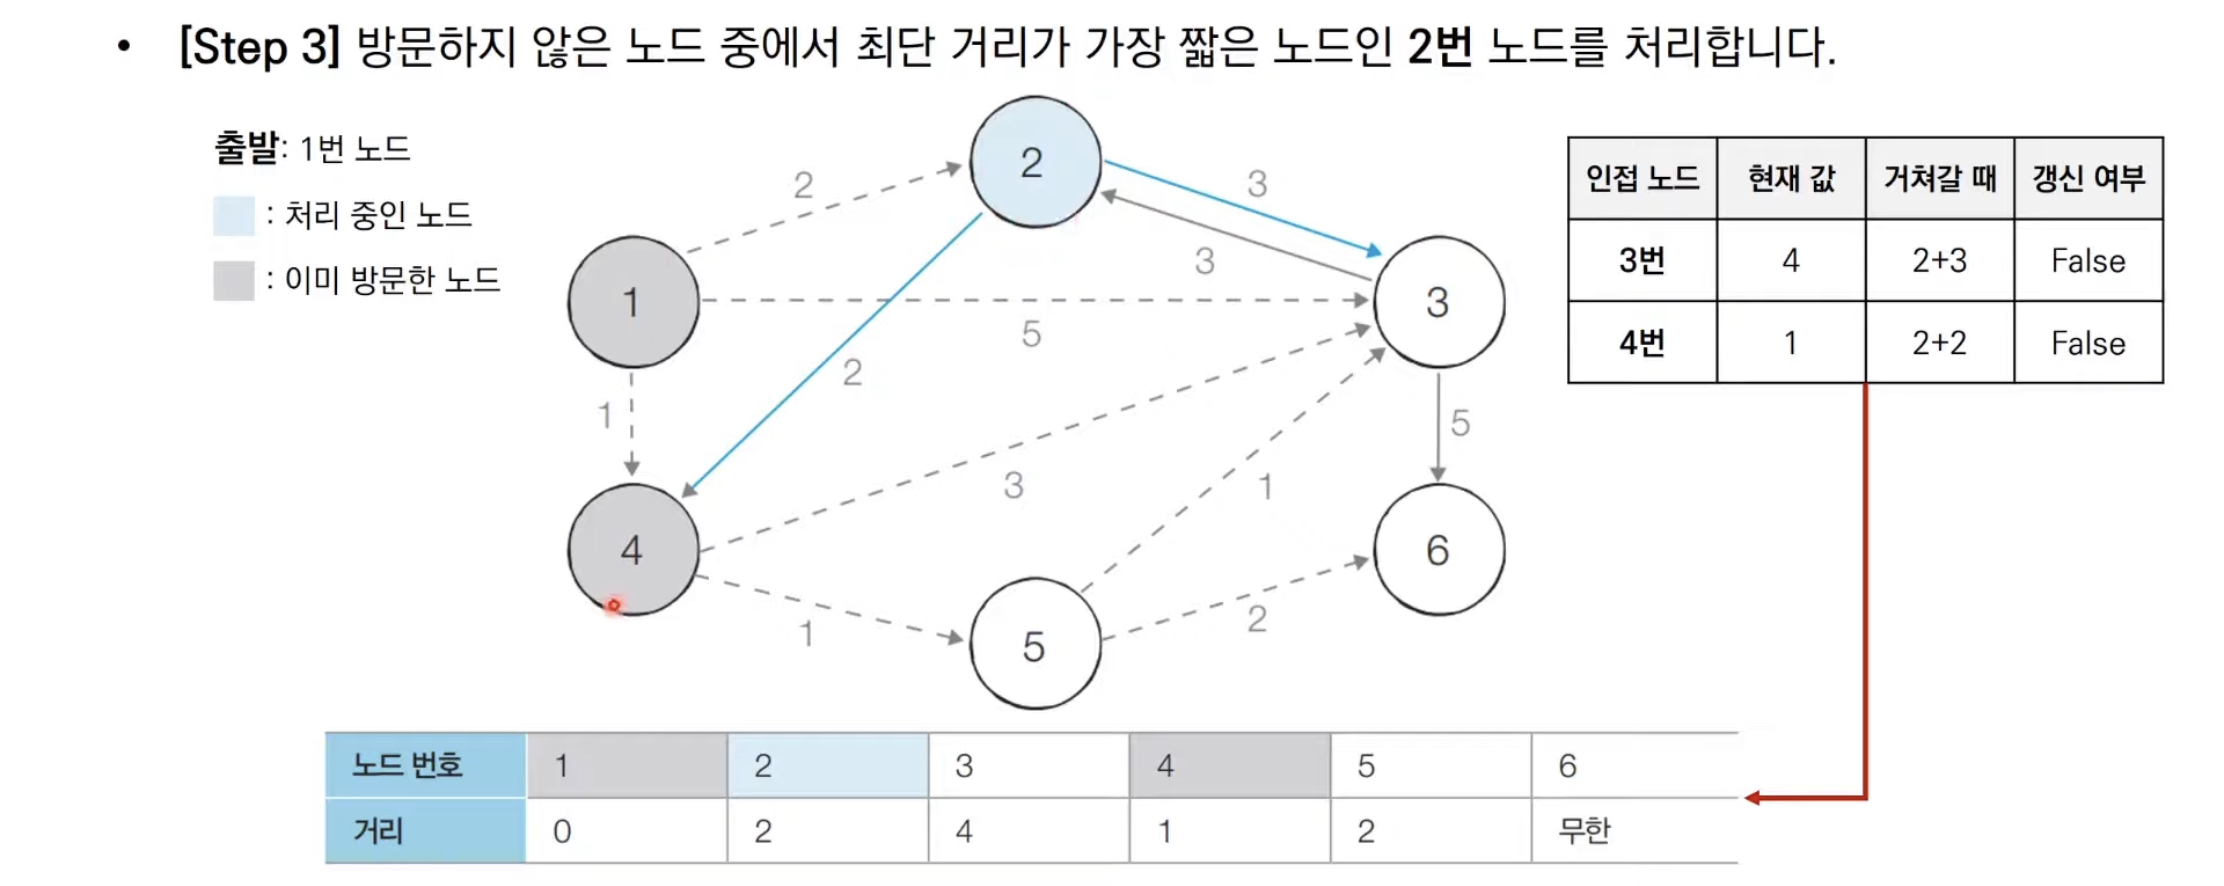 • [Step 3] 방문하지 않은 노드 중에서 최단 거리가 가장 짧은 노드인 2번 노드를 처리합니다.
출발: 1번 노드
: 처리 중인 노드
: 이미 방문한 노드
2
2
3
3
1
3
5
2
1
5
4
3
1
6
1
5
2
인접 노드 현재 값 거쳐갈 때 갱신 여부
3번 4 2+3 False
4번 1 2+2 False
노드 번호 1 2 3 4 5 6
거리 0 2 4 1 2 무한